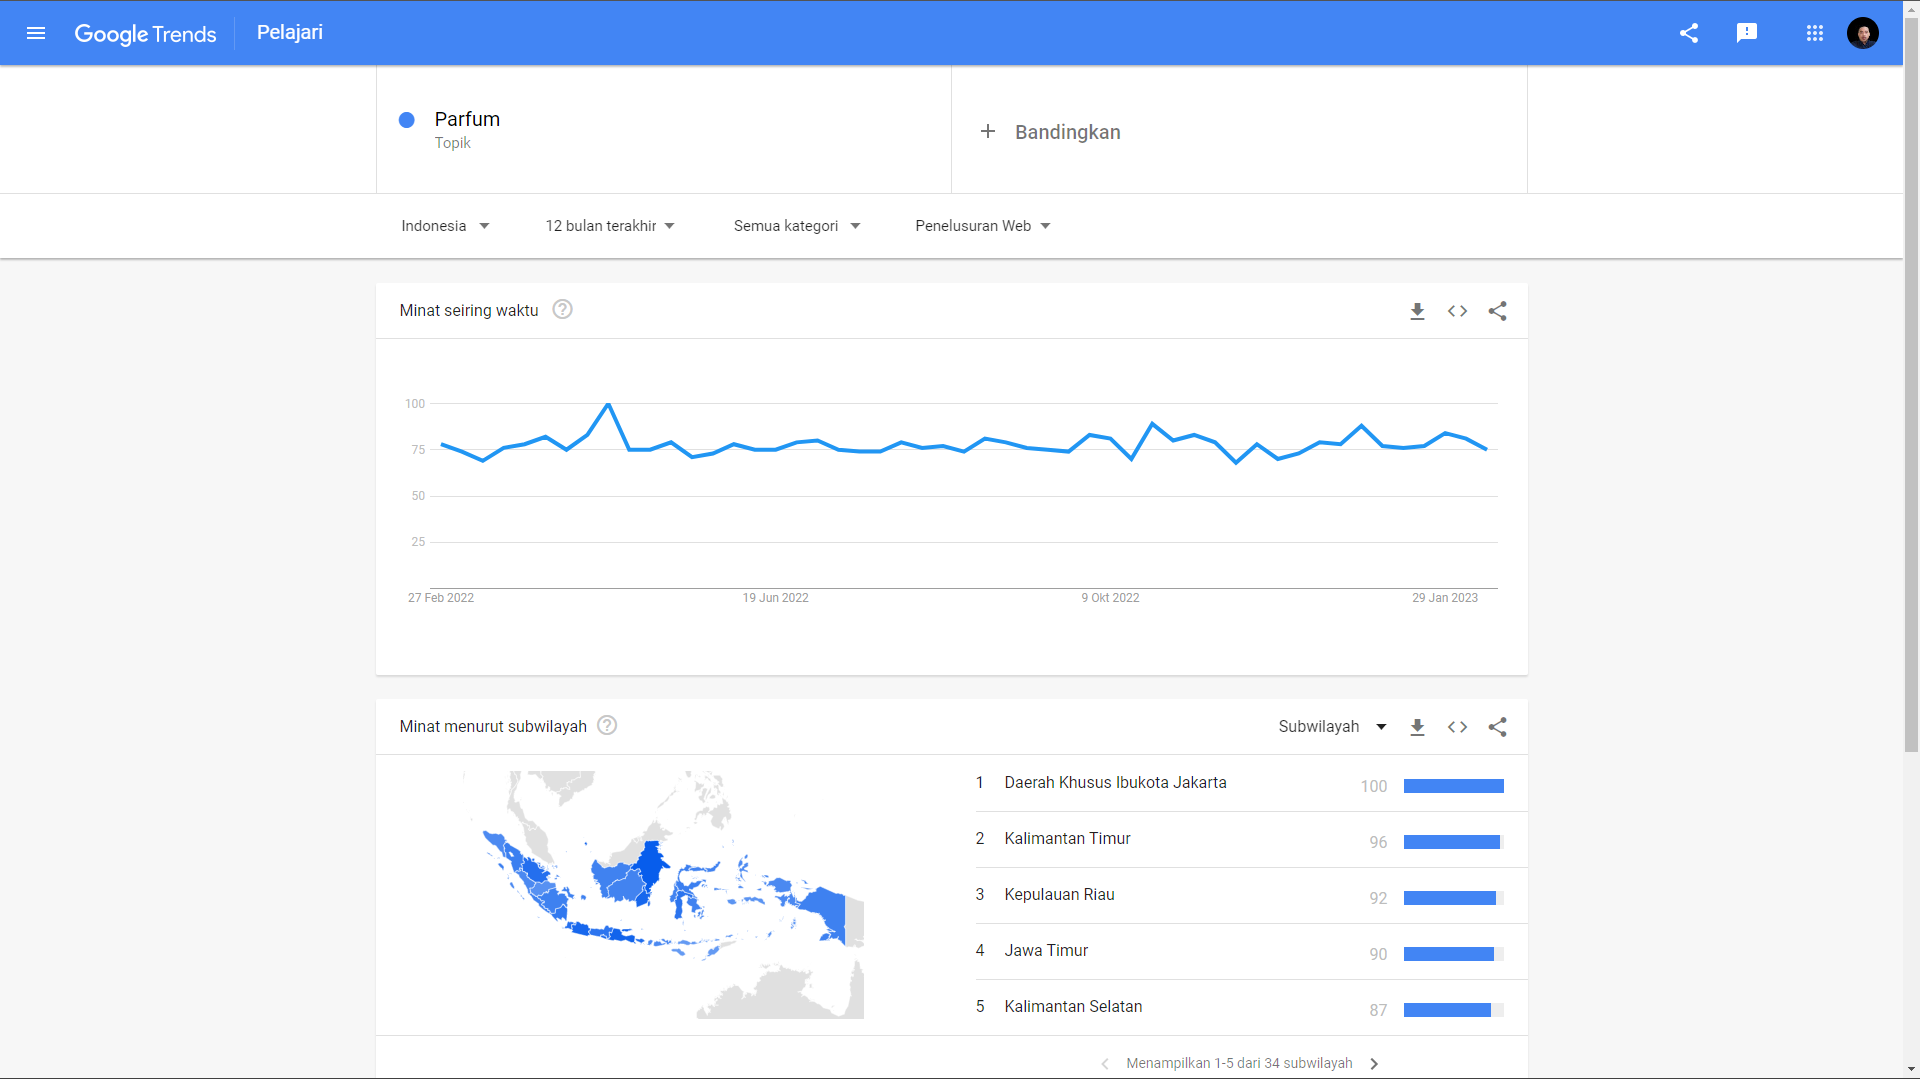 Google Trends
Pelajari
Parfum
Topik
+ Bandingkan
Indonesia
12 bulan terakhir
Semua kategori
Penelusuran Web
Minat seiring waktu
100
75
50
25
27 Feb 2022
19 Jun 2022
9 Okt 2022
29 Jan 2023
Minat menurut subwilayah
Subwilayah
1 Daerah Khusus Ibukota Jakarta 100
2 Kalimantan Timur 96
3 Kepulauan Riau 92
4 Jawa Timur 90
5 Kalimantan Selatan 87
Menampilkan 1-5 dari 34 subwilayah